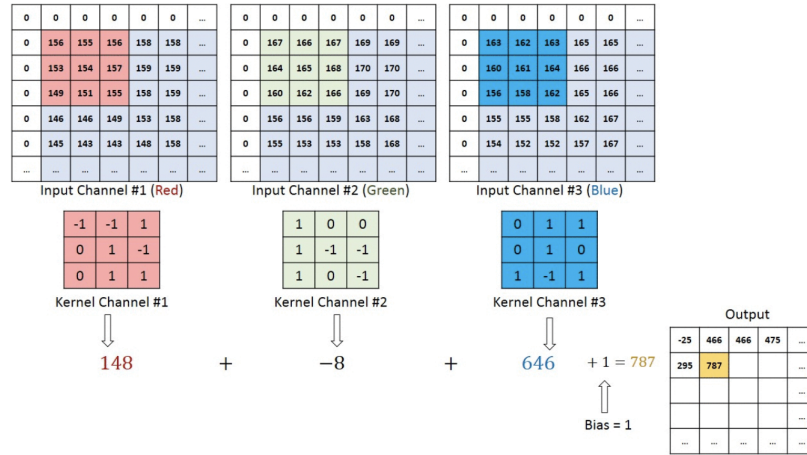 0 0 0 0 0 0 ...
0 156 155 156 158 158 ...
0 153 154 157 159 159 ...
0 149 151 155 158 159 ...
0 146 146 149 153 158 ...
0 145 143 143 148 158 ...
... ... ... ... ... ... ...
Input Channel #1 (Red)
0 0 0 0 0 0 ...
0 167 166 167 169 169 ...
0 164 165 168 170 170 ...
0 160 162 166 169 170 ...
0 156 156 159 163 168 ...
0 155 153 153 158 168 ...
... ... ... ... ... ... ...
Input Channel #2 (Green)
0 0 0 0 0 0 ...
0 163 162 163 165 165 ...
0 160 161 164 166 166 ...
0 156 158 162 165 166 ...
0 155 155 158 162 167 ...
0 154 152 152 157 167 ...
... ... ... ... ... ... ...
Input Channel #3 (Blue)
-1 -1 1
0 1 -1
0 1 1
Kernel Channel #1
1 0 0
1 -1 -1
1 0 -1
Kernel Channel #2
0 1 1
0 1 0
1 -1 1
Kernel Channel #3
148 + −8 + 646 + 1 = 787
Bias = 1
Output
-25 466 466 475 ...
295 787 ...
...
...
... ... ... ... ...